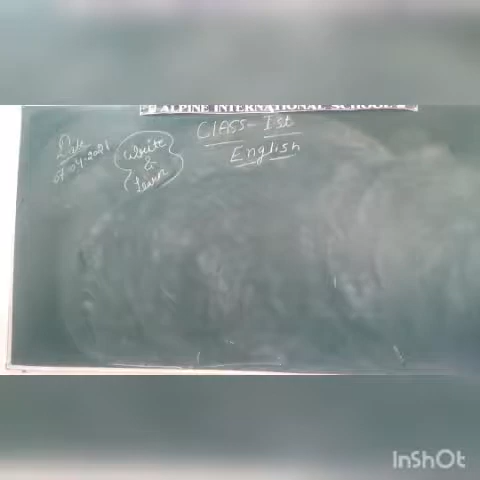 ALPINE INTERNATIONAL SCHOOL
CLASS - Ist
English
Date
07-04-2021
Write
&
Learn
InShOt